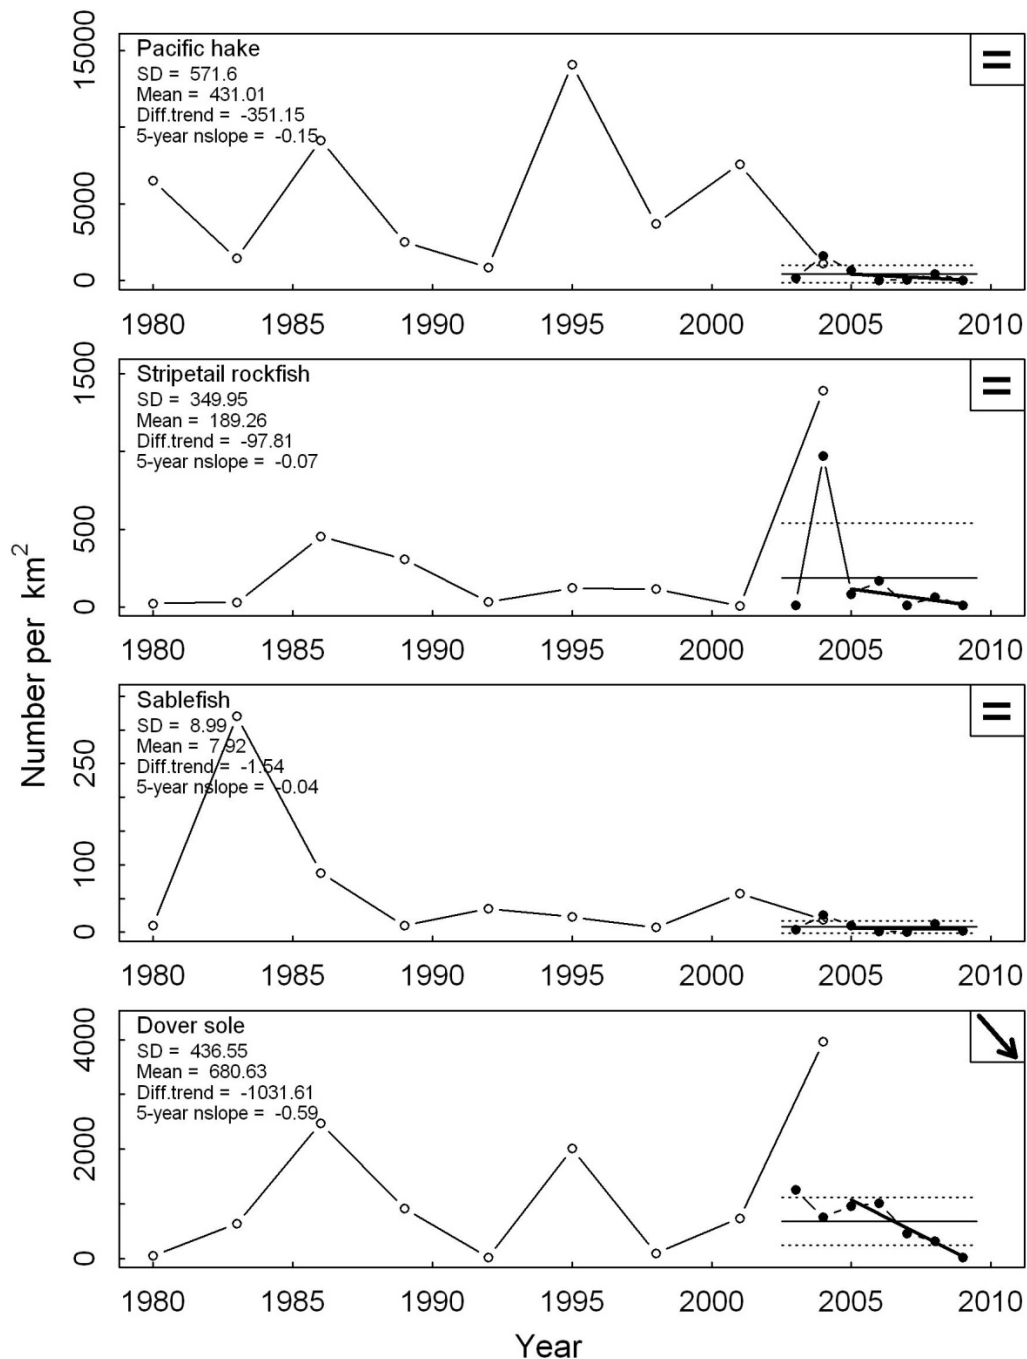 Number per km²
Pacific hake
SD = 571.6
Mean = 431.01
Diff.trend = -351.15
5-year nslope = -0.15
15000
5000
0
=
1980 1985 1990 1995 2000 2005 2010
Stripetail rockfish
SD = 349.95
Mean = 189.26
Diff.trend = -97.81
5-year nslope = -0.07
1500
500
0
=
1980 1985 1990 1995 2000 2005 2010
Sablefish
SD = 8.99
Mean = 7.92
Diff.trend = -1.54
5-year nslope = -0.04
250
100
0
=
1980 1985 1990 1995 2000 2005 2010
Dover sole
SD = 436.55
Mean = 680.63
Diff.trend = -1031.61
5-year nslope = -0.59
4000
2000
0
1980 1985 1990 1995 2000 2005 2010
Year